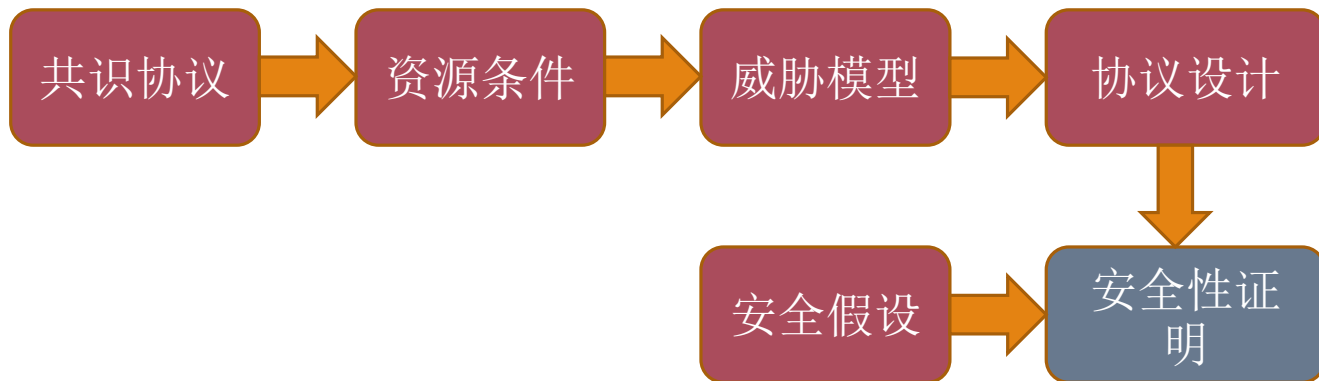 共识协议
资源条件
威胁模型
协议设计
安全假设
安全性证
明